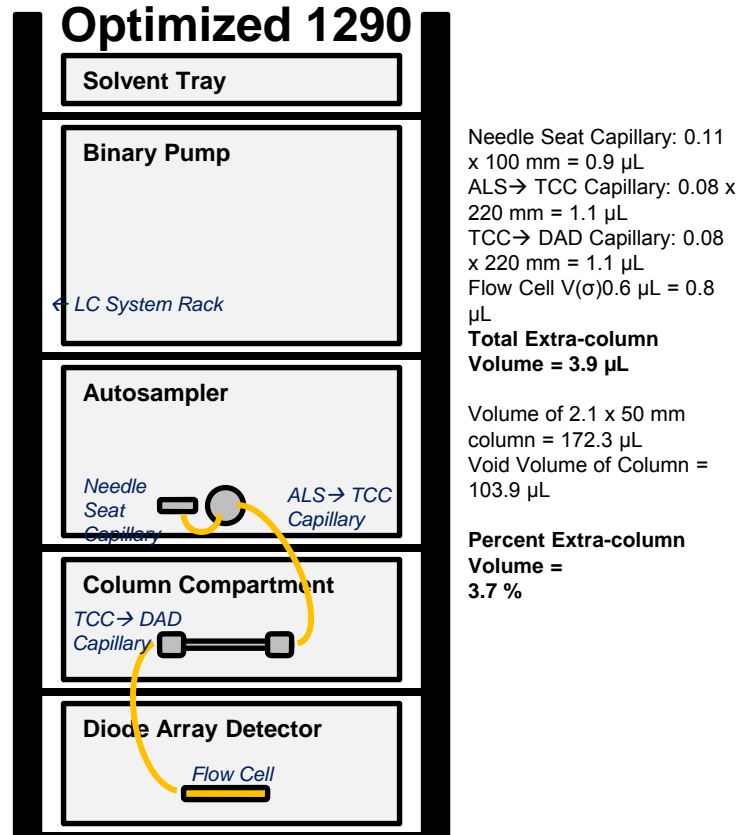 Optimized 1290
Solvent Tray
Binary Pump
← LC System Rack
Autosampler
Needle
Seat
Capillary
ALS→ TCC
Capillary
Column Compartment
TCC→ DAD
Capillary
Diode Array Detector
Flow Cell
Needle Seat Capillary: 0.11
x 100 mm = 0.9 µL
ALS→ TCC Capillary: 0.08 x
220 mm = 1.1 µL
TCC→ DAD Capillary: 0.08
x 220 mm = 1.1 µL
Flow Cell V(σ)0.6 µL = 0.8
µL
Total Extra-column
Volume = 3.9 µL
Volume of 2.1 x 50 mm
column = 172.3 µL
Void Volume of Column =
103.9 µL
Percent Extra-column
Volume =
3.7 %